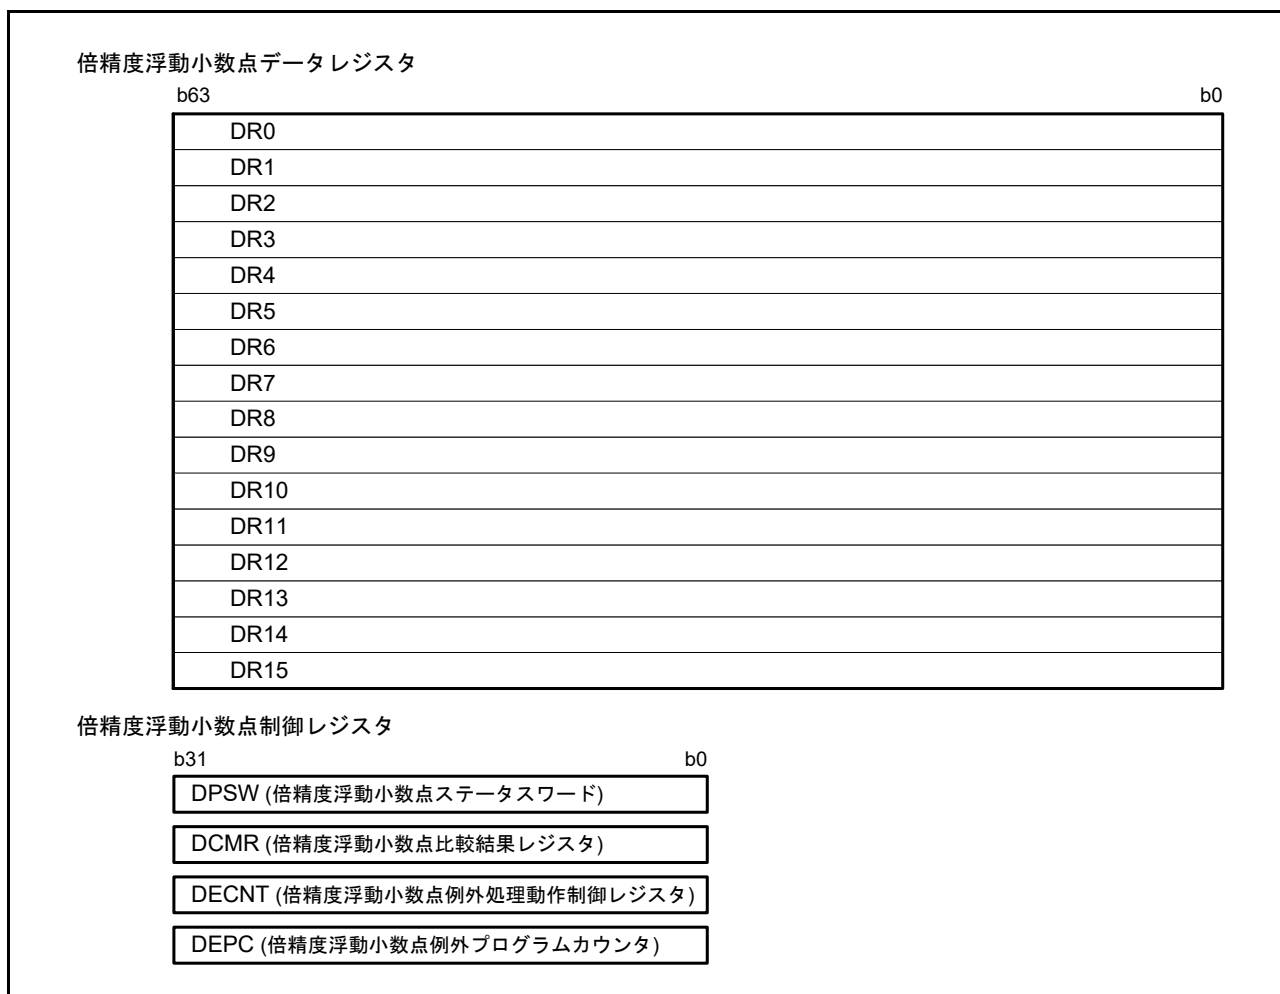 倍精度浮動小数点データレジスタ
b63 b0
DR0
DR1
DR2
DR3
DR4
DR5
DR6
DR7
DR8
DR9
DR10
DR11
DR12
DR13
DR14
DR15
倍精度浮動小数点制御レジスタ
b31 b0
DPSW (倍精度浮動小数点ステータスワード)
DCMR (倍精度浮動小数点比較結果レジスタ)
DECNT (倍精度浮動小数点例外処理動作制御レジスタ)
DEPC (倍精度浮動小数点例外プログラムカウンタ)